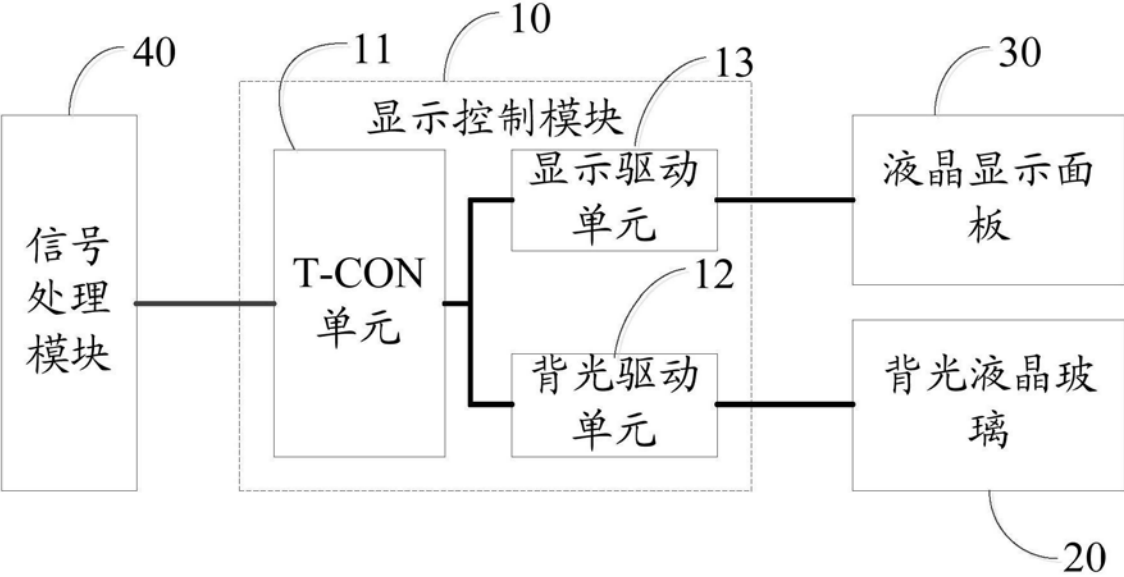 10
40
11
13
30
显示控制模块
信号
处理
模块
T-CON
单元
显示驱动
单元
液晶显示面
板
12
背光驱动
单元
背光液晶玻
璃
20